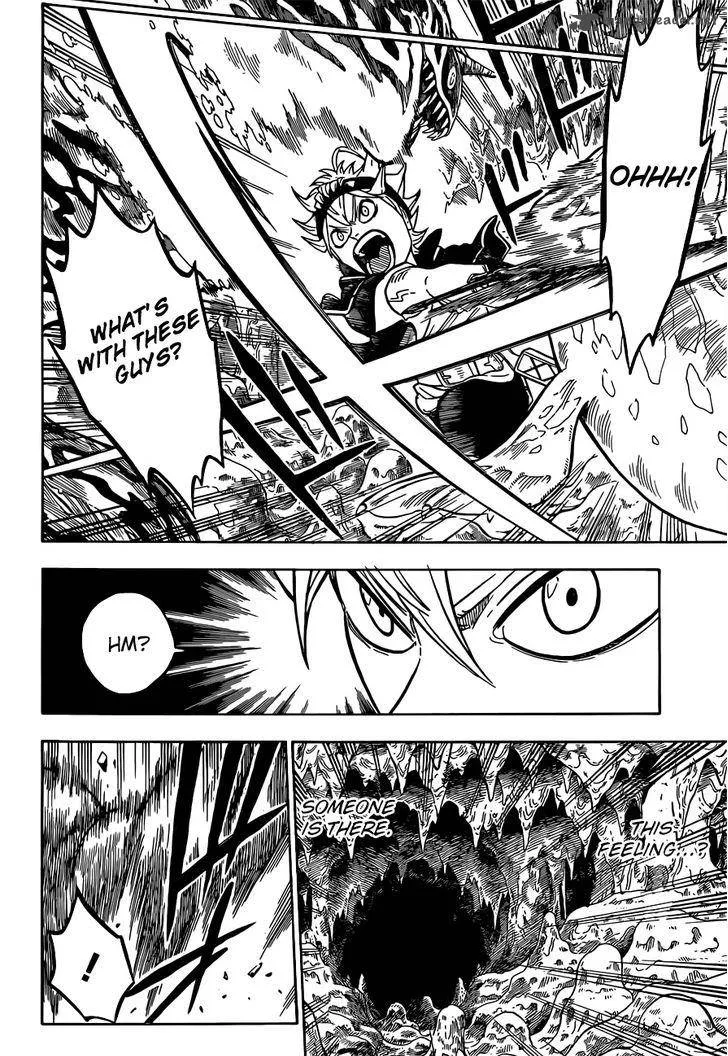 OHHH!
WHAT'S
WITH THESE
GUYS?
HM?
THIS
FEELING...?
SOMEONE
IS THERE.
!